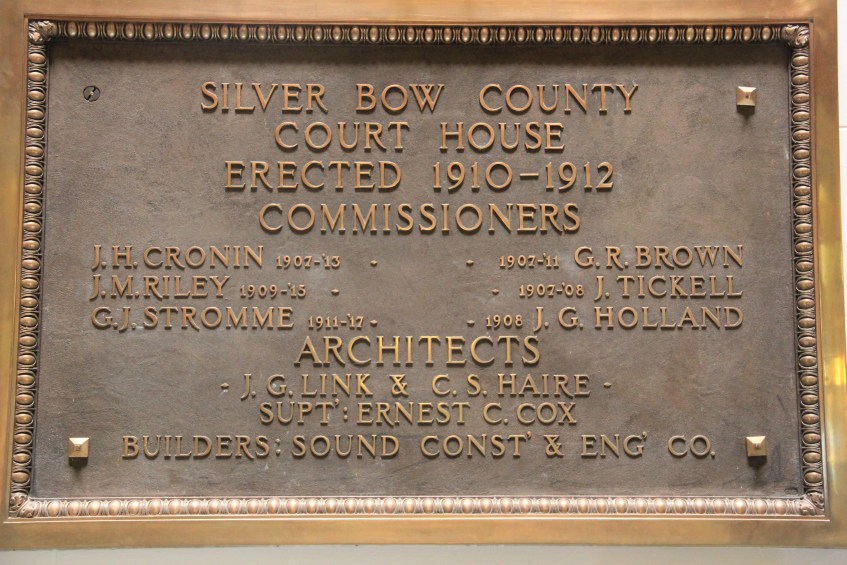 SILVER BOW COUNTY
COURT HOUSE
ERECTED 1910-1912
COMMISSIONERS
J.H. CRONIN 1907-'13 - - 1907-'11 G.R. BROWN
J.M. RILEY 1909-'15 - - 1907-'08 J. TICKELL
G.J. STROMME 1911-'17 - - 1908 J. G. HOLLAND
ARCHITECTS
- J. G. LINK & C. S. HAIRE -
SUPT': ERNEST C. COX
BUILDERS: SOUND CONST' & ENG' CO.